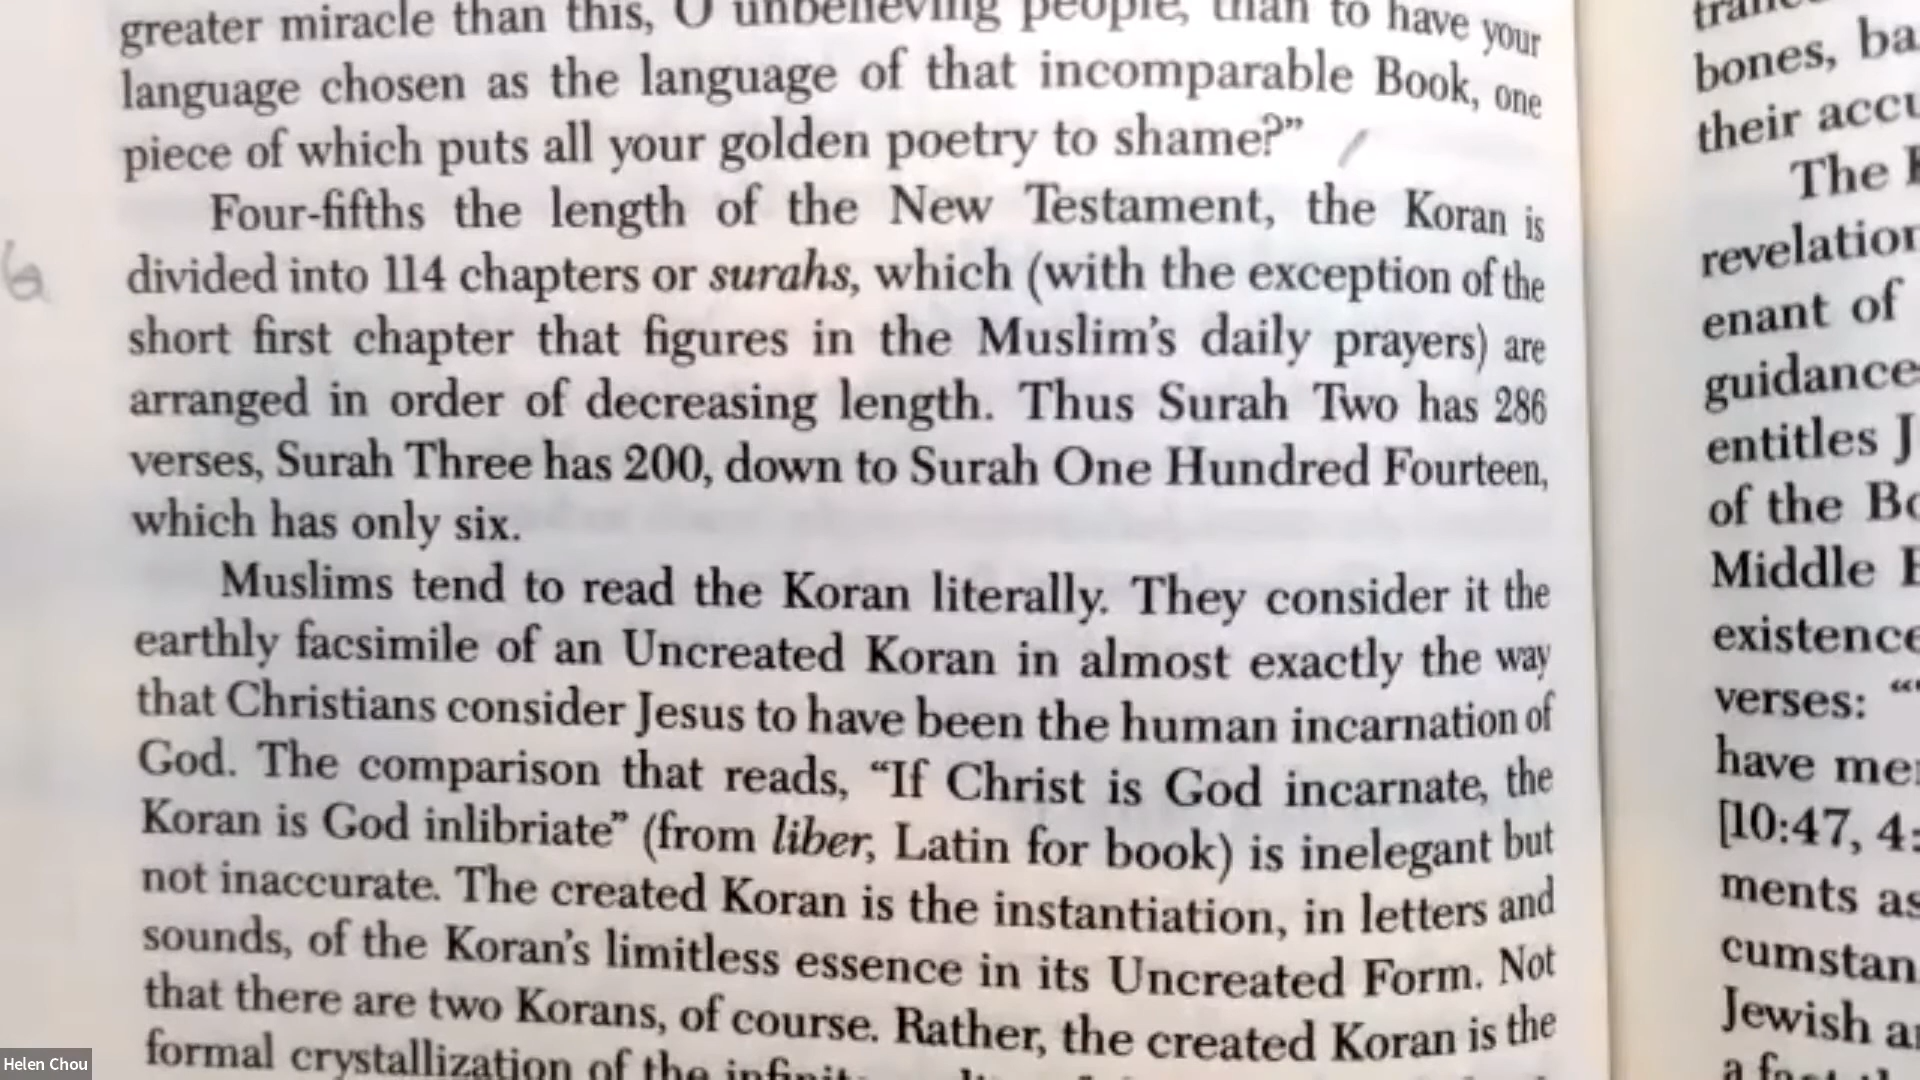 greater miracle than this, O unbelieving people, than to have your
language chosen as the language of that incomparable Book, one
piece of which puts all your golden poetry to shame?”
Four-fifths the length of the New Testament, the Koran is
divided into 114 chapters or surahs, which (with the exception of the
short first chapter that figures in the Muslim’s daily prayers) are
arranged in order of decreasing length. Thus Surah Two has 286
verses, Surah Three has 200, down to Surah One Hundred Fourteen,
which has only six.
Muslims tend to read the Koran literally. They consider it the
earthly facsimile of an Uncreated Koran in almost exactly the way
that Christians consider Jesus to have been the human incarnation of
God. The comparison that reads, “If Christ is God incarnate, the
Koran is God inlibriate” (from liber, Latin for book) is inelegant but
not inaccurate. The created Koran is the instantiation, in letters and
sounds, of the Koran’s limitless essence in its Uncreated Form. Not
that there are two Korans, of course. Rather, the created Koran is the
formal crystallization of the
bones, ba
their accu
The
revelation
enant of
guidance
entitles J
of the Bo
Middle E
existence
verses: “
have me
[10:47, 4:
ments as
cumstan
Jewish a
Helen Chou